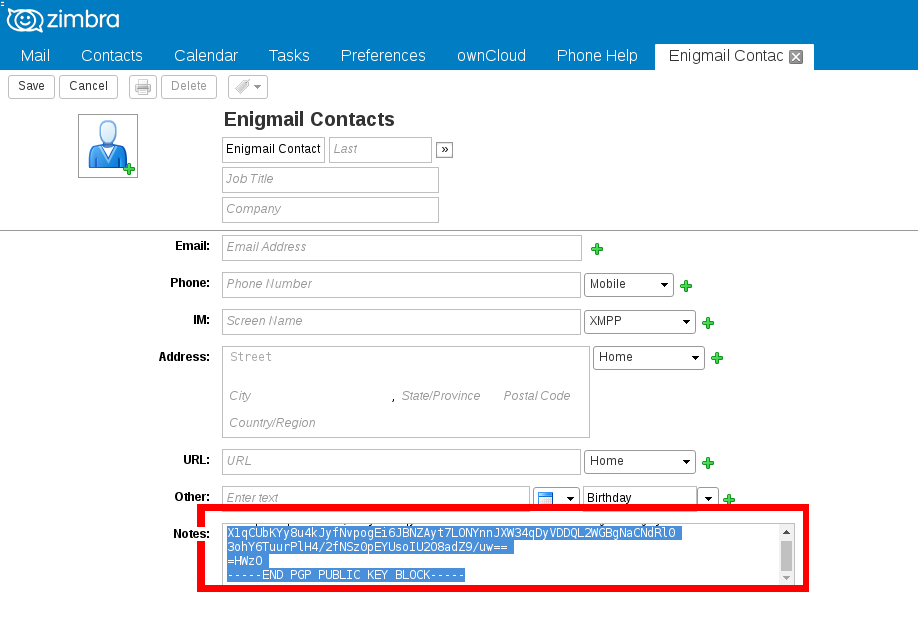 zimbra
Mail Contacts Calendar Tasks Preferences ownCloud Phone Help Enigmail Contac
Save Cancel Delete
Enigmail Contacts
Enigmail Contact Last »
Job Title
Company
Email: Email Address
Phone: Phone Number Mobile
IM: Screen Name XMPP
Address: Street Home
City , State/Province Postal Code
Country/Region
URL: URL Home
Other: Enter text Birthday
Notes: X1qCUbKYy8u4kJyfNvpogEi6JBNZAyt7LONYnnJXW34qDyVDDQL2WGBgNaCNdRlO
3ohY6TuurPlH4/2fNSzOpEYUsoIU2O8adZ9/uw==
=HWzO
-----END PGP PUBLIC KEY BLOCK-----